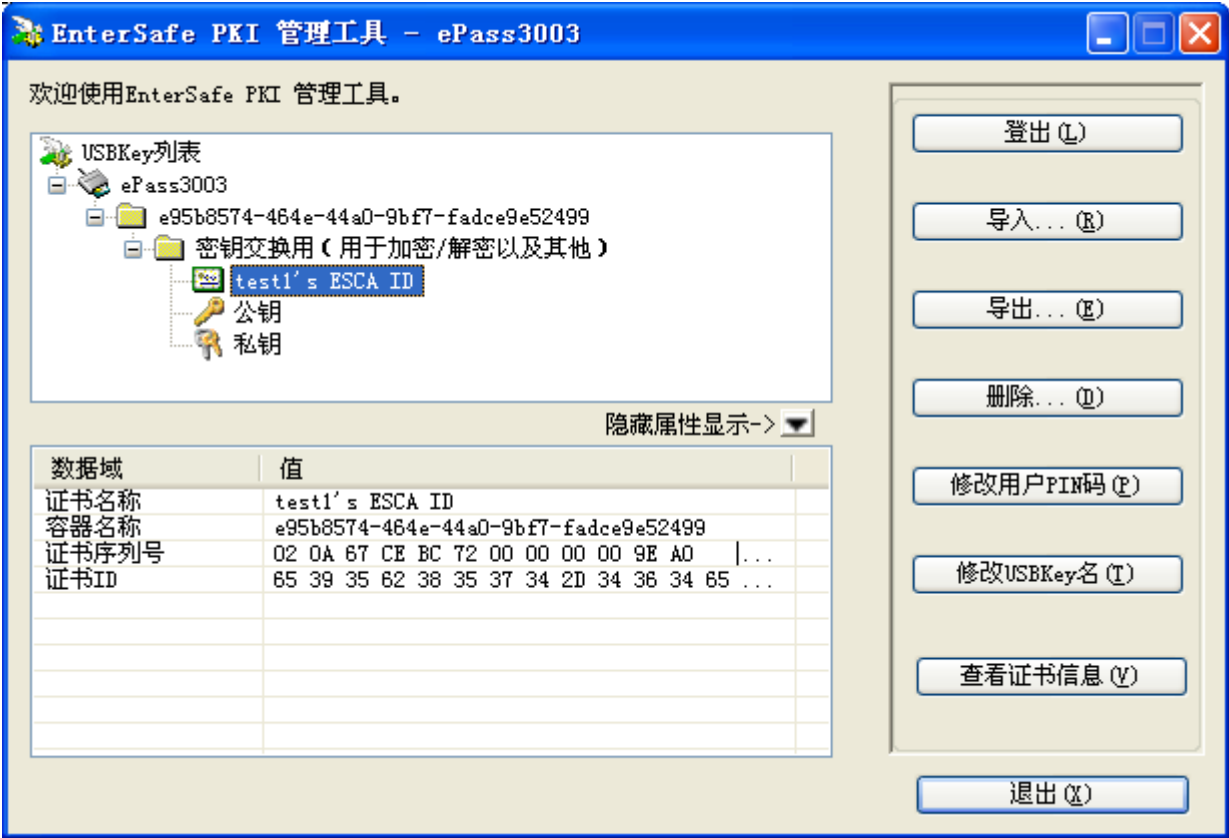 EnterSafe PKI 管理工具 - ePass3003
欢迎使用EnterSafe PKI 管理工具。
USBKey列表
ePass3003
e95b8574-464e-44a0-9bf7-fadce9e52499
密钥交换用(用于加密/解密以及其他)
test1's ESCA ID
公钥
私钥
隐藏属性显示->
数据域 值
证书名称 test1's ESCA ID
容器名称 e95b8574-464e-44a0-9bf7-fadce9e52499
证书序列号 02 0A 67 CE BC 72 00 00 00 00 9E A0 |...
证书ID 65 39 35 62 38 35 37 34 2D 34 36 34 65 ...
登出(L)
导入...(R)
导出...(E)
删除...(D)
修改用户PIN码(P)
修改USBKey名(T)
查看证书信息(V)
退出(X)